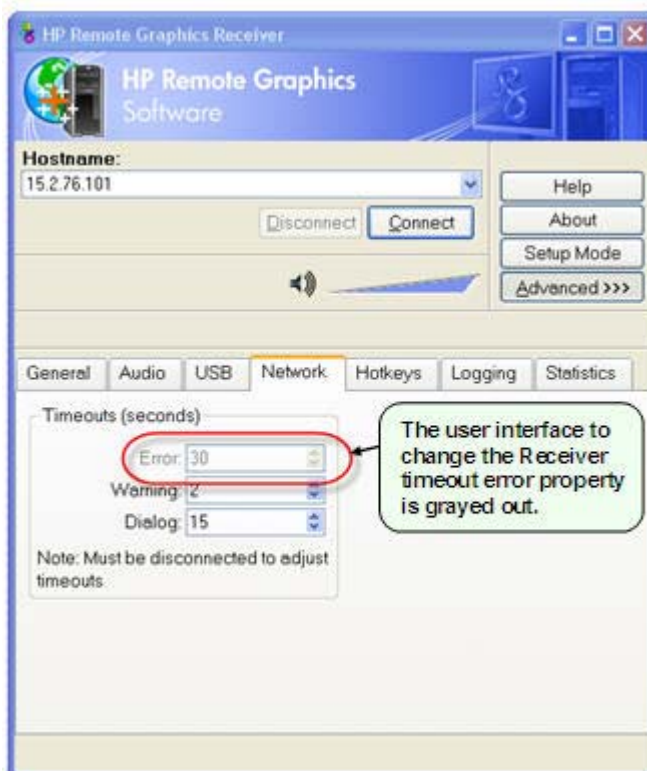 HP Remote Graphics Receiver
HP Remote Graphics
Software
Hostname:
15.2.76.101
Disconnect
Connect
Help
About
Setup Mode
Advanced >>>
General
Audio
USB
Network
Hotkeys
Logging
Statistics
Timeouts (seconds)
Error: 30
Warning: 2
Dialog: 15
Note: Must be disconnected to adjust
timeouts
The user interface to
change the Receiver
timeout error property
is grayed out.